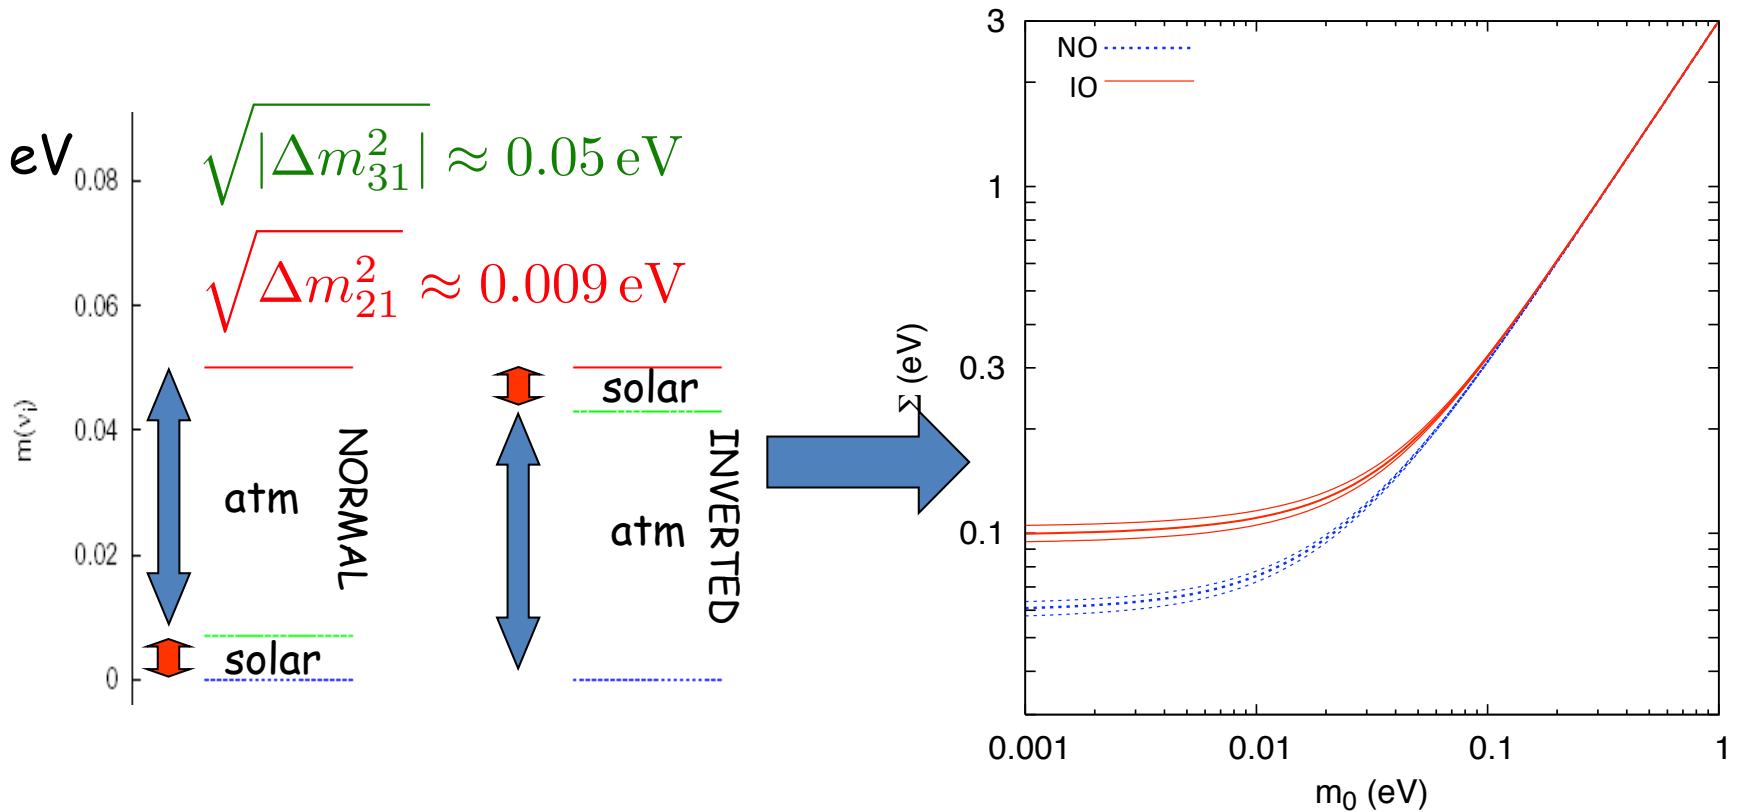 eV
√|Δm²₃₁| ≈ 0.05 eV
√Δm²₂₁ ≈ 0.009 eV
m(νᵢ)
0.08
0.06
0.04
0.02
0
atm
solar
NORMAL
solar
atm
INVERTED
Σ (eV)
3
1
0.3
0.1
NO
IO
0.001
0.01
0.1
1
m₀ (eV)